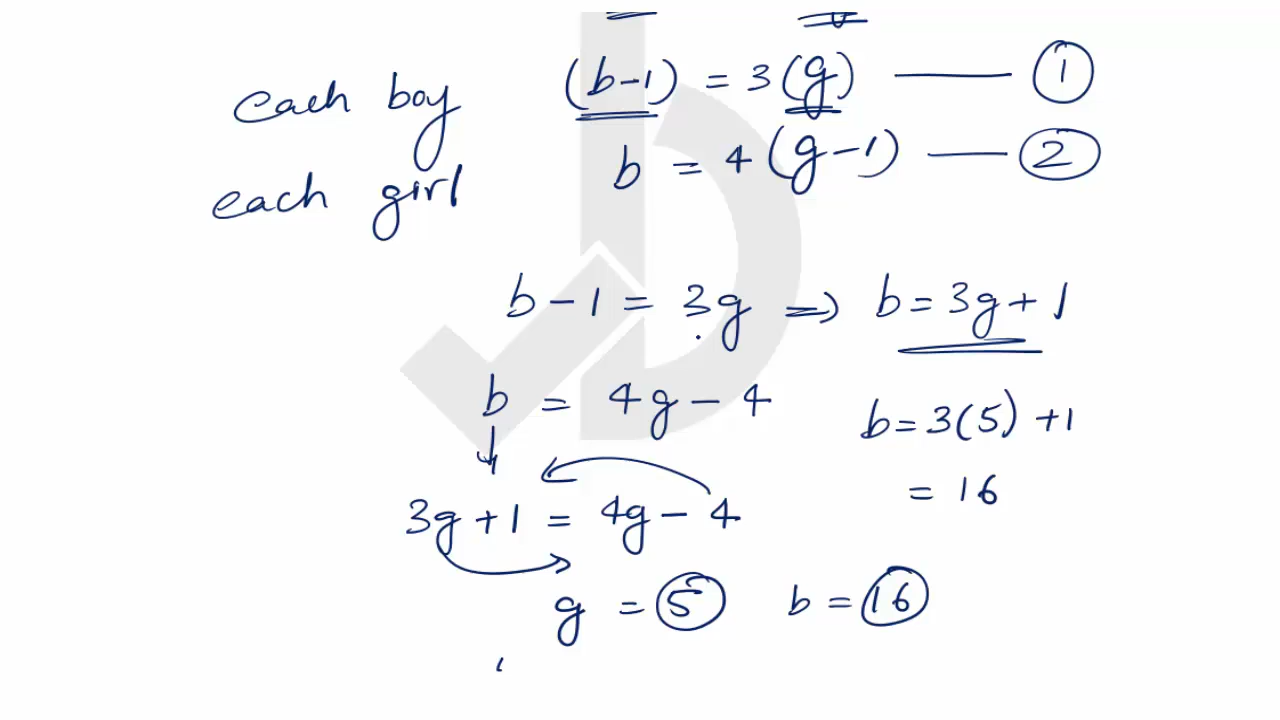 each boy (b-1) = 3(g) —— 1
each girl b = 4(g-1) —— 2
b - 1 = 3g ⇒ b = 3g + 1
b = 4g - 4
b = 3(5) + 1
= 16
3g + 1 = 4g - 4
g = 5 b = 16